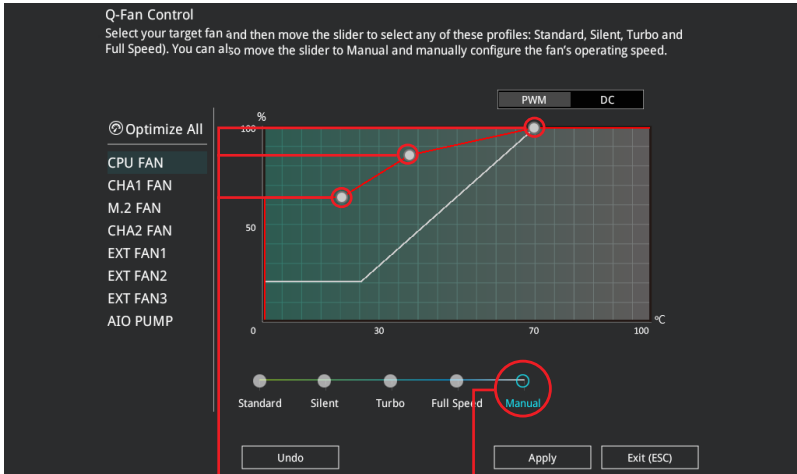 Q-Fan Control
Select your target fan and then move the slider to select any of these profiles: Standard, Silent, Turbo and
Full Speed). You can also move the slider to Manual and manually configure the fan's operating speed.
PWM DC
%
Optimize All
100
CPU FAN
CHA1 FAN
M.2 FAN
CHA2 FAN
50
EXT FAN1
EXT FAN2
EXT FAN3
AIO PUMP
ºC
0 30 70 100
Standard Silent Turbo Full Speed Manual
Undo Apply Exit (ESC)